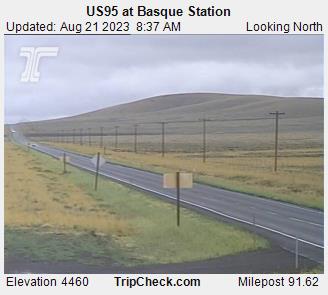 US95 at Basque Station
Updated: Aug 21 2023 8:37 AM Looking North
Elevation 4460 TripCheck.com Milepost 91.62